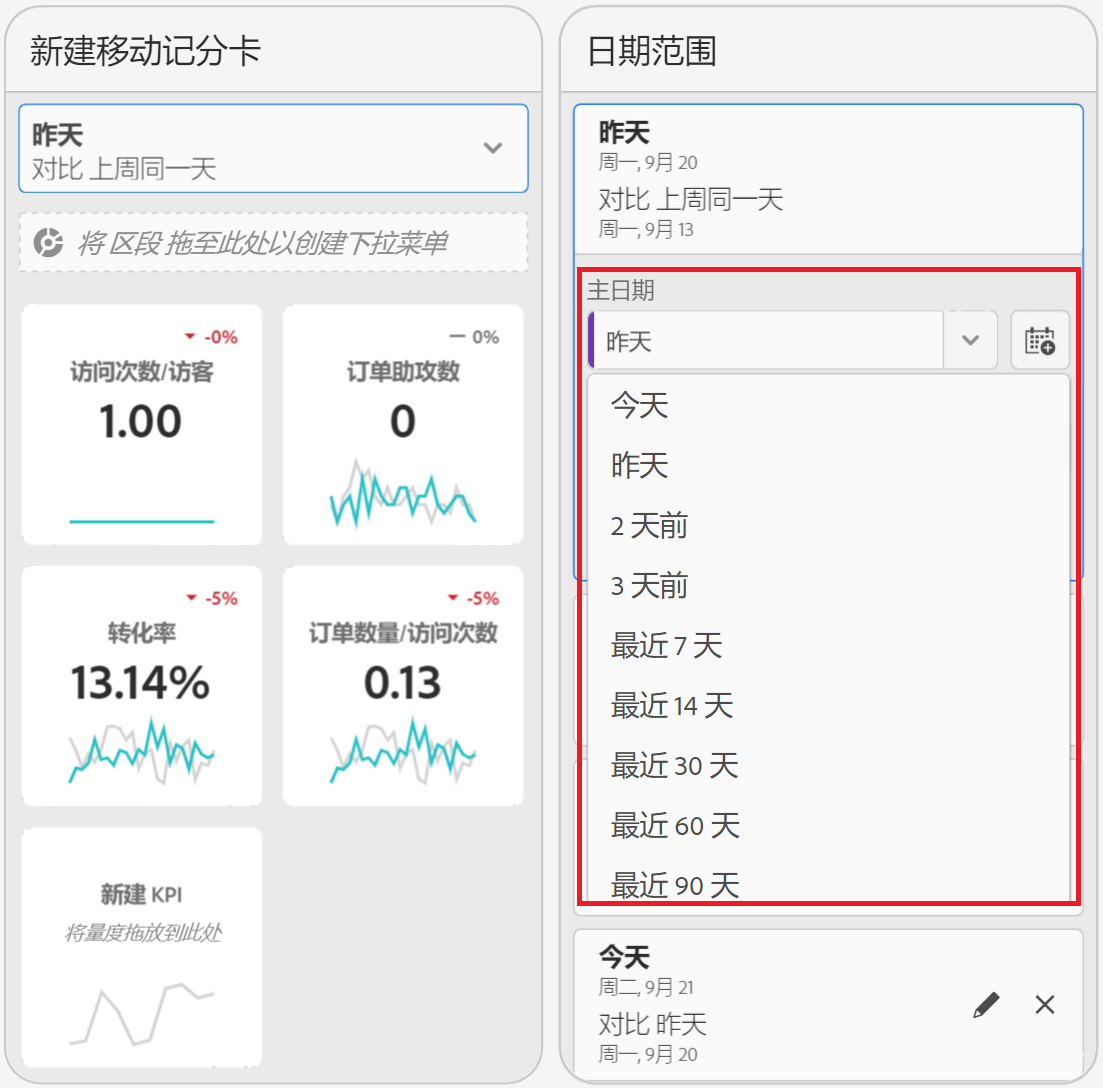 新建移动记分卡
昨天
对比 上周同一天
将 区段 拖至此处以创建下拉菜单
-0%
访问次数/访客
1.00
0%
订单助攻数
0
-5%
转化率
13.14%
-5%
订单数量/访问次数
0.13
新建 KPI
将量度拖放到此处
日期范围
昨天
周一, 9月 20
对比 上周同一天
周一, 9月 13
主日期
昨天
今天
昨天
2 天前
3 天前
最近 7 天
最近 14 天
最近 30 天
最近 60 天
最近 90 天
今天
周二, 9月 21
对比 昨天
周一, 9月 20